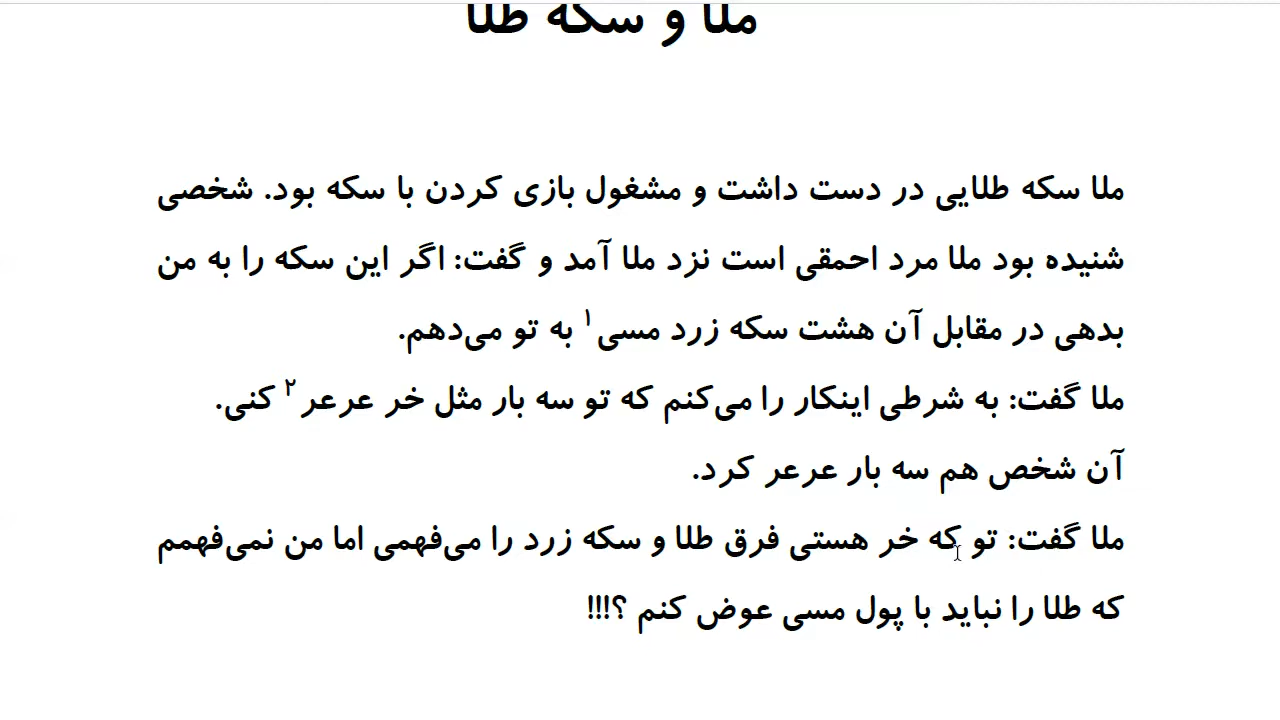 ملا و سکه طلا
ملا سکه طلایی در دست داشت و مشغول بازی کردن با سکه بود. شخصی
شنیده بود ملا مرد احمقی است نزد ملا آمد و گفت: اگر این سکه را به من
بدهی در مقابل آن هشت سکه زرد مسی۱ به تو می‌دهم.
ملا گفت: به شرطی اینکار را می‌کنم که تو سه بار مثل خر عرعر۲ کنی.
آن شخص هم سه بار عرعر کرد.
ملا گفت: تو که خر هستی فرق طلا و سکه زرد را می‌فهمی اما من نمی‌فهمم
که طلا را نباید با پول مسی عوض کنم ؟!!!